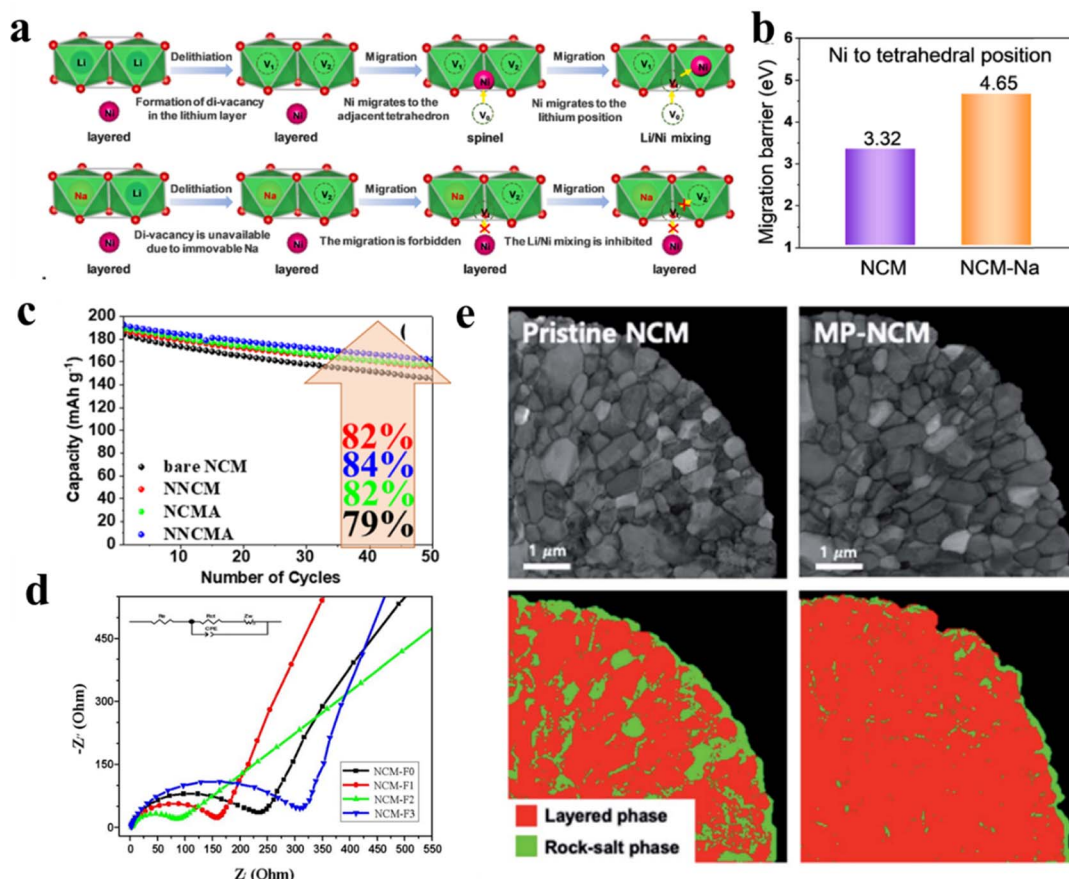 a
Li Li
Ni
layered
Delithiation
Formation of di-vacancy
in the lithium layer
V₁ V₂
Ni
layered
Migration
Ni migrates to the
adjacent tetrahedron
V₁ V₂
Ni
V₀
spinel
Migration
Ni migrates to the
lithium position
V₁ Ni
V₀
Li/Ni mixing
Na Li
Ni
layered
Delithiation
Di-vacancy is unavailable
due to immovable Na
Na V₂
Ni
layered
Migration
The migration is forbidden
Na V₂
Ni
layered
Migration
The Li/Ni mixing is inhibited
Na V₂
Ni
layered
b
Migration barrier (eV)
6
5
4
3
2
1
Ni to tetrahedral position
3.32
4.65
NCM NCM-Na
c
Capacity (mAh g⁻¹)
200
180
160
140
120
100
80
60
40
20
0
(
82%
84%
82%
79%
bare NCM
NNCM
NCMA
NNCMA
10 20 30 40 50
Number of Cycles
d
-Z'' (Ohm)
450
300
150
0
CPE
NCM-F0
NCM-F1
NCM-F2
NCM-F3
0 50 100 150 200 250 300 350 400 450 500 550
Z' (Ohm)
e
Pristine NCM
1 μm
MP-NCM
1 μm
Layered phase
Rock-salt phase